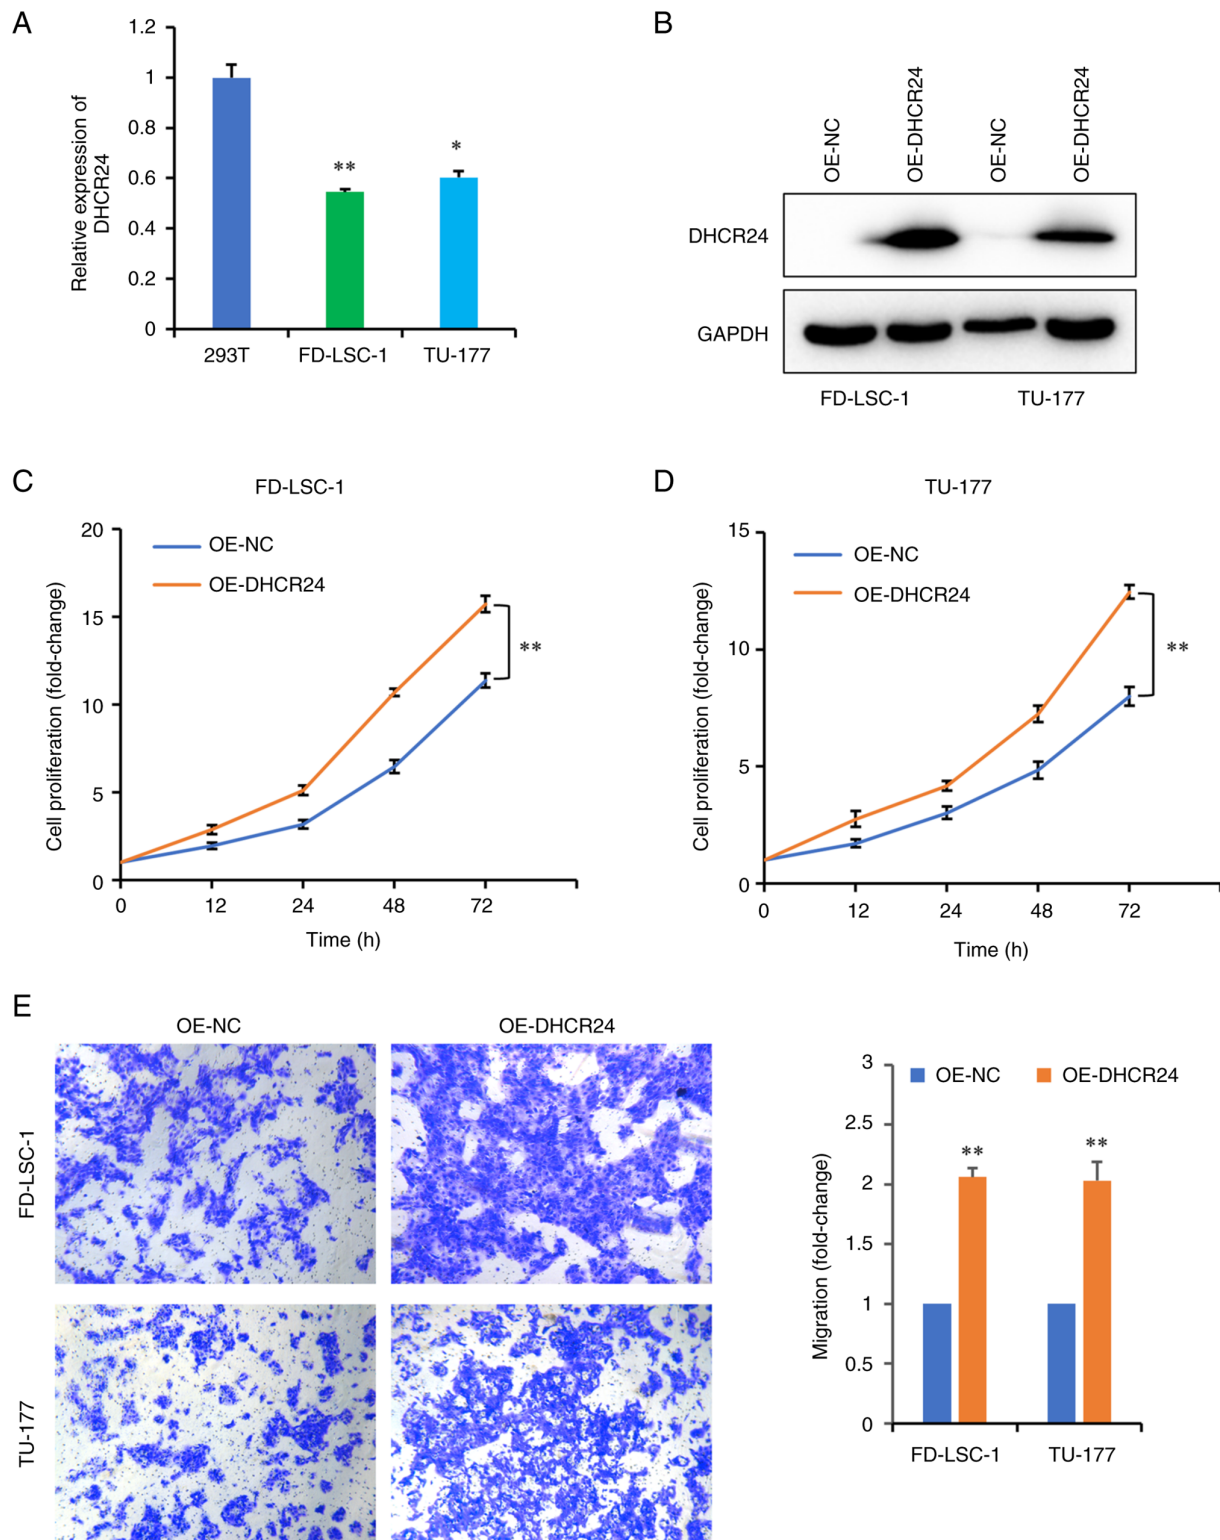 A
1.2
1
0.8
0.6
0.4
0.2
0
Relative expression of
DHCR24
**
*
293T
FD-LSC-1
TU-177
B
OE-NC
OE-DHCR24
OE-NC
OE-DHCR24
DHCR24
GAPDH
FD-LSC-1
TU-177
C
FD-LSC-1
20
15
10
5
0
Cell proliferation (fold-change)
OE-NC
OE-DHCR24
**
0
12
24
48
72
Time (h)
D
TU-177
15
10
5
0
Cell proliferation (fold-change)
OE-NC
OE-DHCR24
**
0
12
24
48
72
Time (h)
E
OE-NC
OE-DHCR24
FD-LSC-1
TU-177
3
2.5
2
1.5
1
0.5
0
Migration (fold-change)
OE-NC
OE-DHCR24
**
**
FD-LSC-1
TU-177